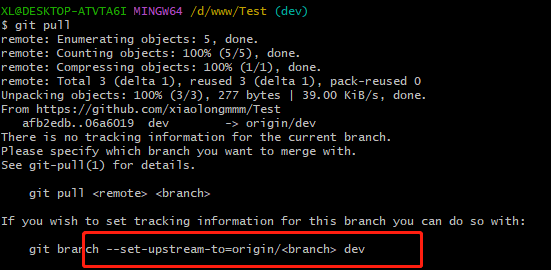 XL@DESKTOP-ATVTA6I MINGW64 /d/www/Test (dev)
$ git pull
remote: Enumerating objects: 5, done.
remote: Counting objects: 100% (5/5), done.
remote: Compressing objects: 100% (1/1), done.
remote: Total 3 (delta 1), reused 3 (delta 1), pack-reused 0
Unpacking objects: 100% (3/3), 277 bytes | 39.00 KiB/s, done.
From https://github.com/xiaolongmmm/Test
   afb2edb..06a6019  dev        -> origin/dev
There is no tracking information for the current branch.
Please specify which branch you want to merge with.
See git-pull(1) for details.

    git pull <remote> <branch>

If you wish to set tracking information for this branch you can do so with:

    git branch --set-upstream-to=origin/<branch> dev